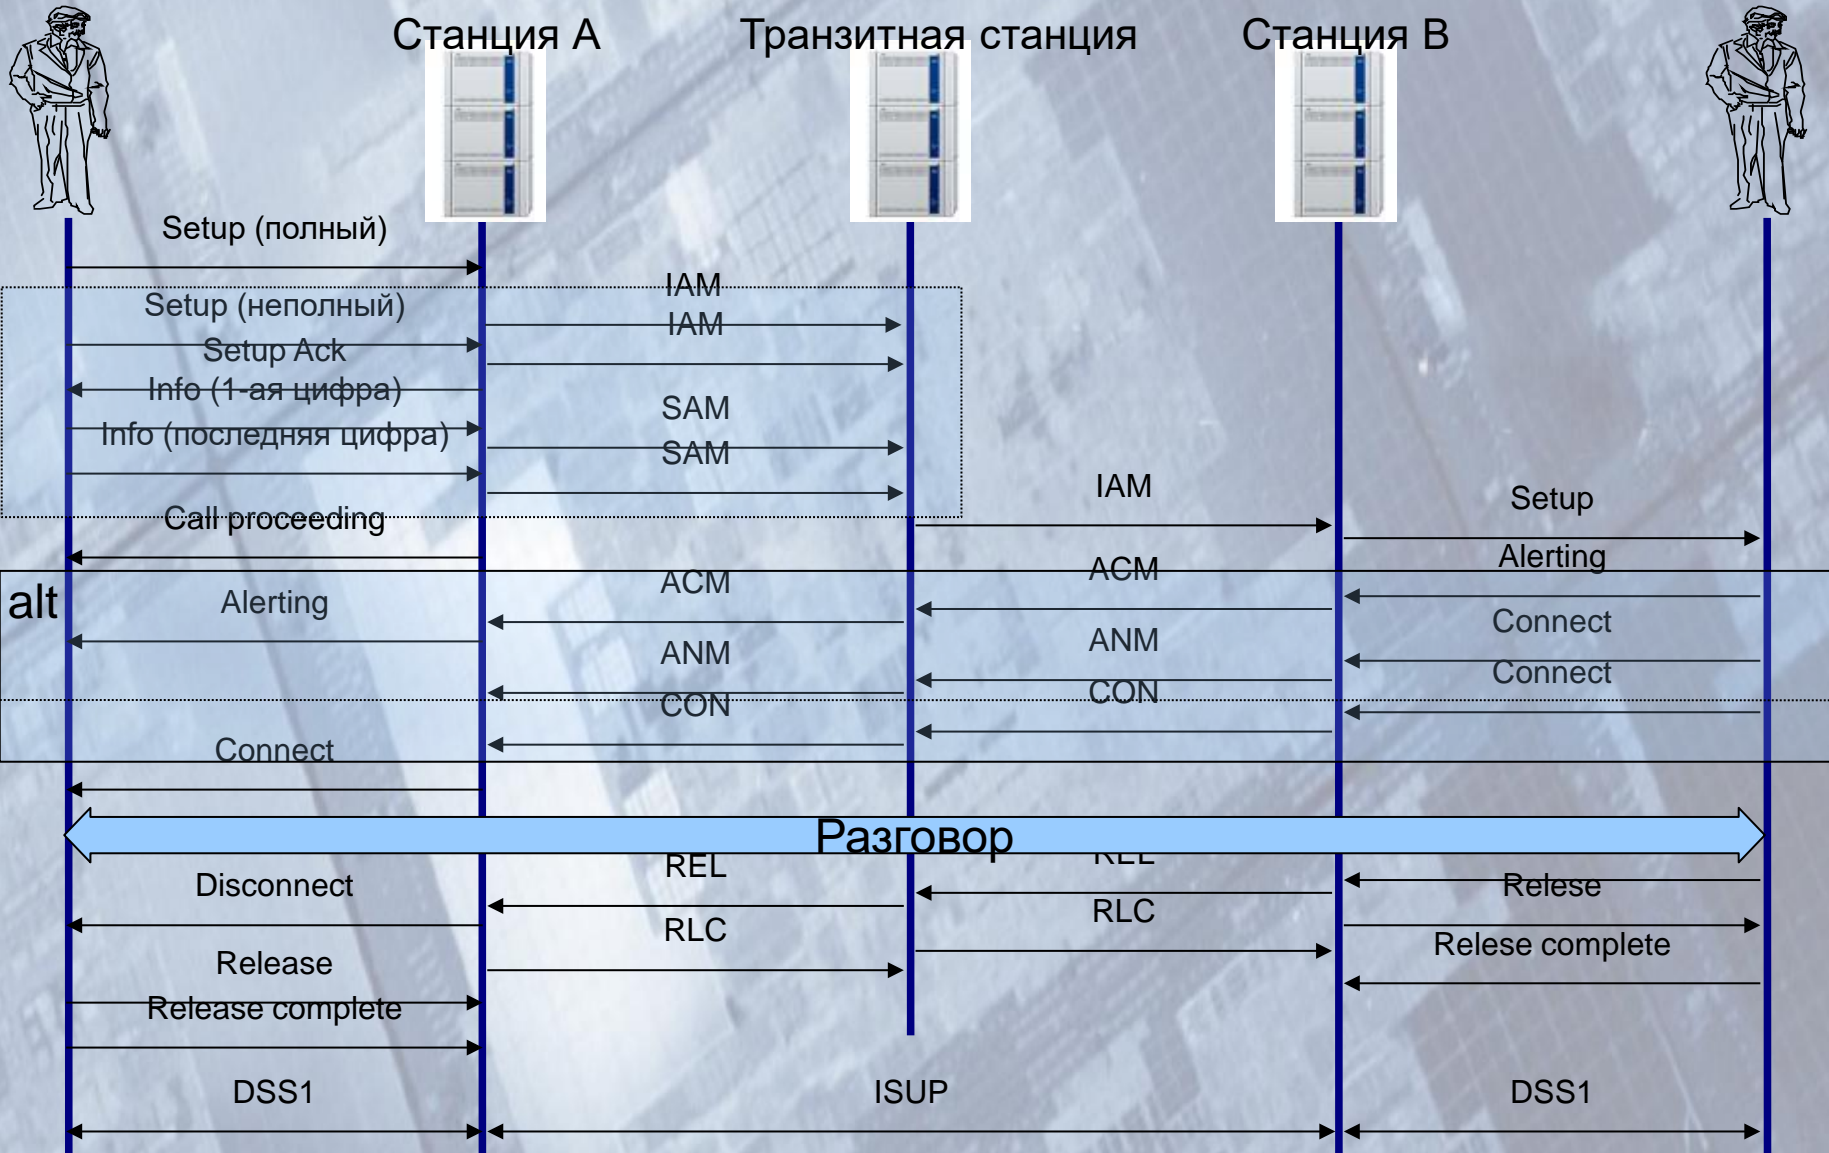 Станция А
Транзитная станция
Станция В
Setup (полный)
IAM
Setup (неполный)
IAM
Setup Ack
Info (1-ая цифра)
SAM
Info (последняя цифра)
SAM
IAM
Setup
Call proceeding
Alerting
ACM
ACM
alt
Alerting
Connect
ANM
ANM
Connect
CON
CON
Connect
Разговор
REL
REL
Disconnect
Relese
RLC
RLC
Relese complete
Release
Release complete
DSS1
ISUP
DSS1